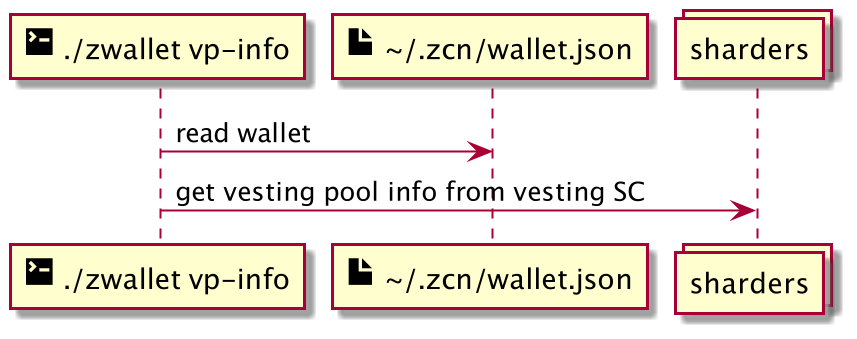 ./zwallet vp-info
~/.zcn/wallet.json
sharders
read wallet
get vesting pool info from vesting SC
./zwallet vp-info
~/.zcn/wallet.json
sharders